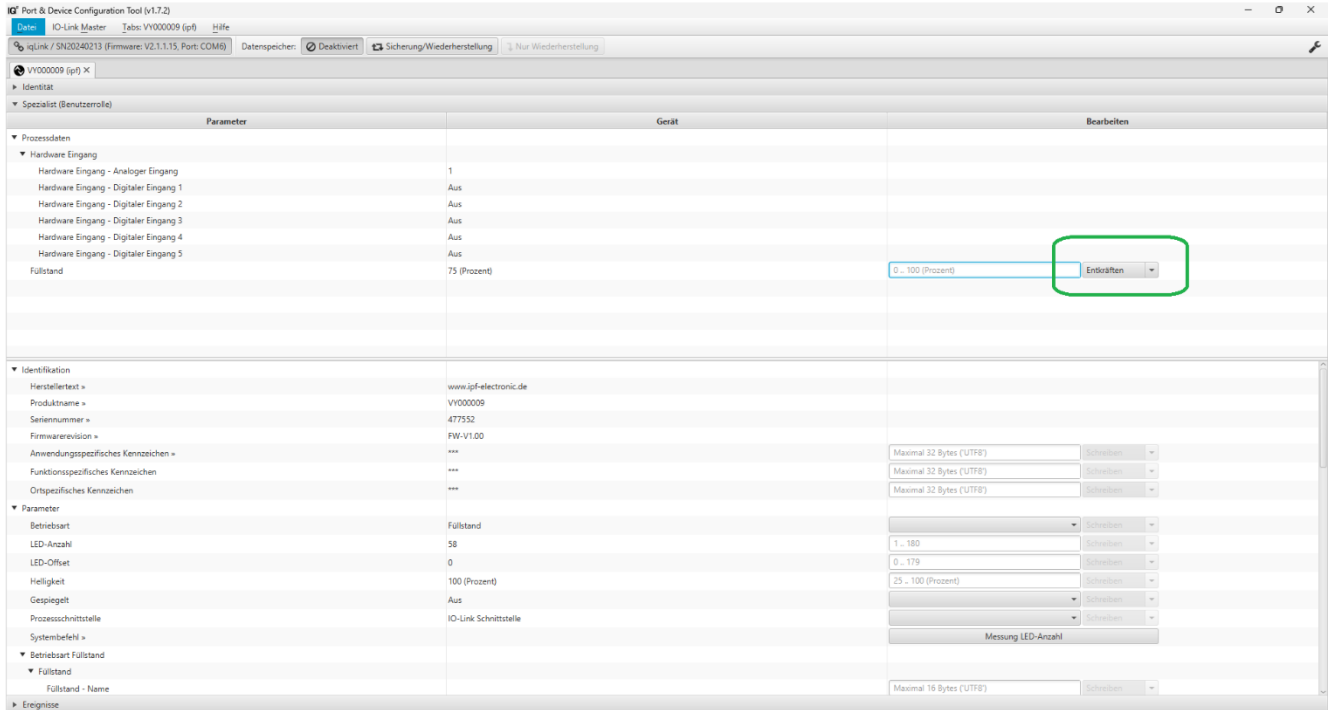 IQ² Port & Device Configuration Tool (v1.7.2)
Datei IO-Link Master Tabs: VY000009 (ipf) Hilfe
iqLink / SN20240213 (Firmware: V2.1.1.15, Port: COM6) Datenspeicher: Deaktiviert Sicherung/Wiederherstellung Nur Wiederherstellung
VY000009 (ipf)
Identität
Spezialist (Benutzerrolle)
Parameter Gerät Bearbeiten
Prozessdaten
Hardware Eingang
Hardware Eingang - Analoger Eingang 1
Hardware Eingang - Digitaler Eingang 1 Aus
Hardware Eingang - Digitaler Eingang 2 Aus
Hardware Eingang - Digitaler Eingang 3 Aus
Hardware Eingang - Digitaler Eingang 4 Aus
Hardware Eingang - Digitaler Eingang 5 Aus
Füllstand 75 (Prozent) 0 .. 100 (Prozent) Entkräften
Identifikation
Herstellertext » www.ipf-electronic.de
Produktname » VY000009
Seriennummer » 477552
Firmwarerevision » FW-V1.00
Anwendungsspezifisches Kennzeichen » *** Maximal 32 Bytes ('UTF8') Schreiben
Funktionsspezifisches Kennzeichen *** Maximal 32 Bytes ('UTF8') Schreiben
Ortspezifisches Kennzeichen *** Maximal 32 Bytes ('UTF8') Schreiben
Parameter
Betriebsart Füllstand Schreiben
LED-Anzahl 58 1 .. 180 Schreiben
LED-Offset 0 0 .. 179 Schreiben
Helligkeit 100 (Prozent) 25 .. 100 (Prozent) Schreiben
Gespiegelt Aus Schreiben
Prozessschnittstelle IO-Link Schnittstelle Schreiben
Systembefehl » Messung LED-Anzahl
Betriebsart Füllstand
Füllstand
Füllstand - Name Maximal 16 Bytes ('UTF8') Schreiben
Ereignisse